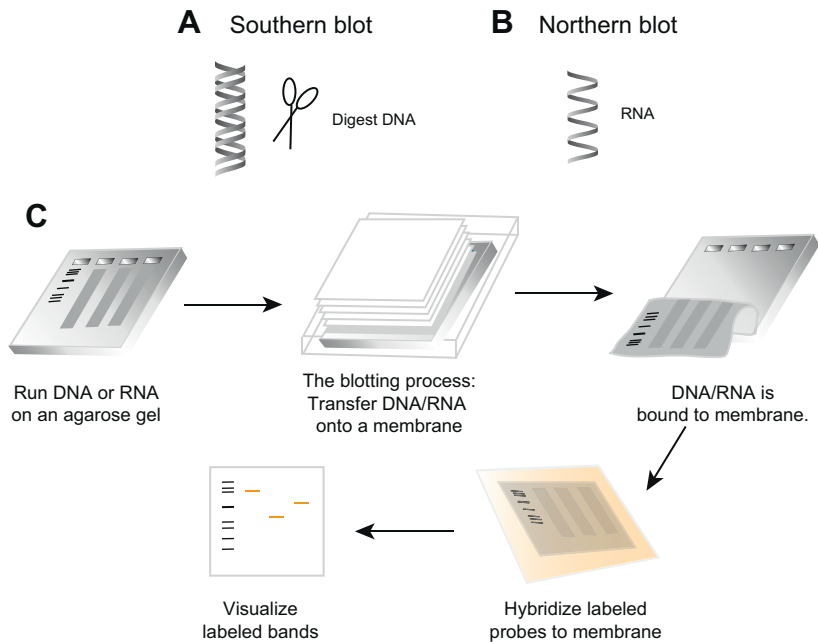 A Southern blot
B Northern blot
Digest DNA
RNA
C
Run DNA or RNA
on an agarose gel
The blotting process:
Transfer DNA/RNA
onto a membrane
DNA/RNA is
bound to membrane.
Visualize
labeled bands
Hybridize labeled
probes to membrane